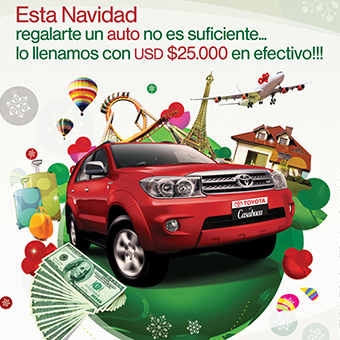 Esta Navidad
regalarte un auto no es suficiente...
lo llenamos con USD $25.000 en efectivo!!!
TOYOTA
Casabaca